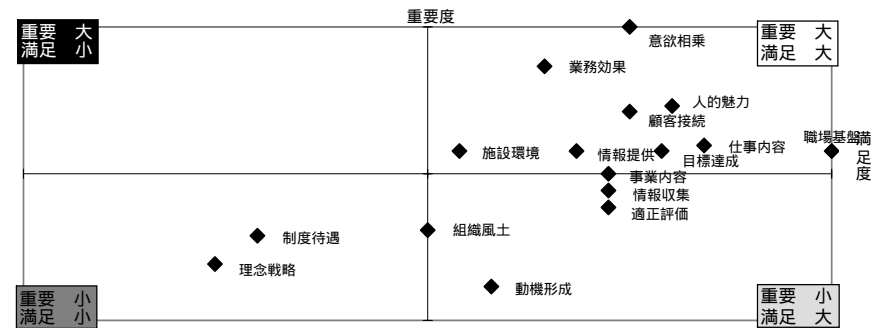 重要度
重要 大
満足 小
重要 大
満足 大
意欲相乗
業務効果
人的魅力
顧客接続
職場基盤
満足度
仕事内容
施設環境
情報提供
目標達成
事業内容
情報収集
適正評価
組織風土
制度待遇
理念戦略
動機形成
重要 小
満足 小
重要 小
満足 大